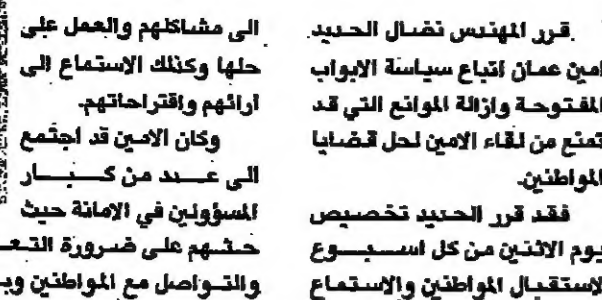 قرر المهندس نضال الحديد
امين عمان اتباع سياسة الابواب
المفتوحة وازالة الموانع التي قد
تمنع من لقاء الامين لحل قضايا
المواطنين.
فقد قرر الحديد تخصيص
يوم الاثنين من كل اسبوع
لاستقبال المواطنين والاستماع
الى مشاكلهم والعمل على
حلها وكذلك الاستماع الى
ارائهم واقتراحاتهم.
وكان الامين قد اجتمع
الى عدد من كبار
المسؤولين في الامانة حيث
حثهم على ضرورة التعـ
والتواصل مع المواطنين وبـ